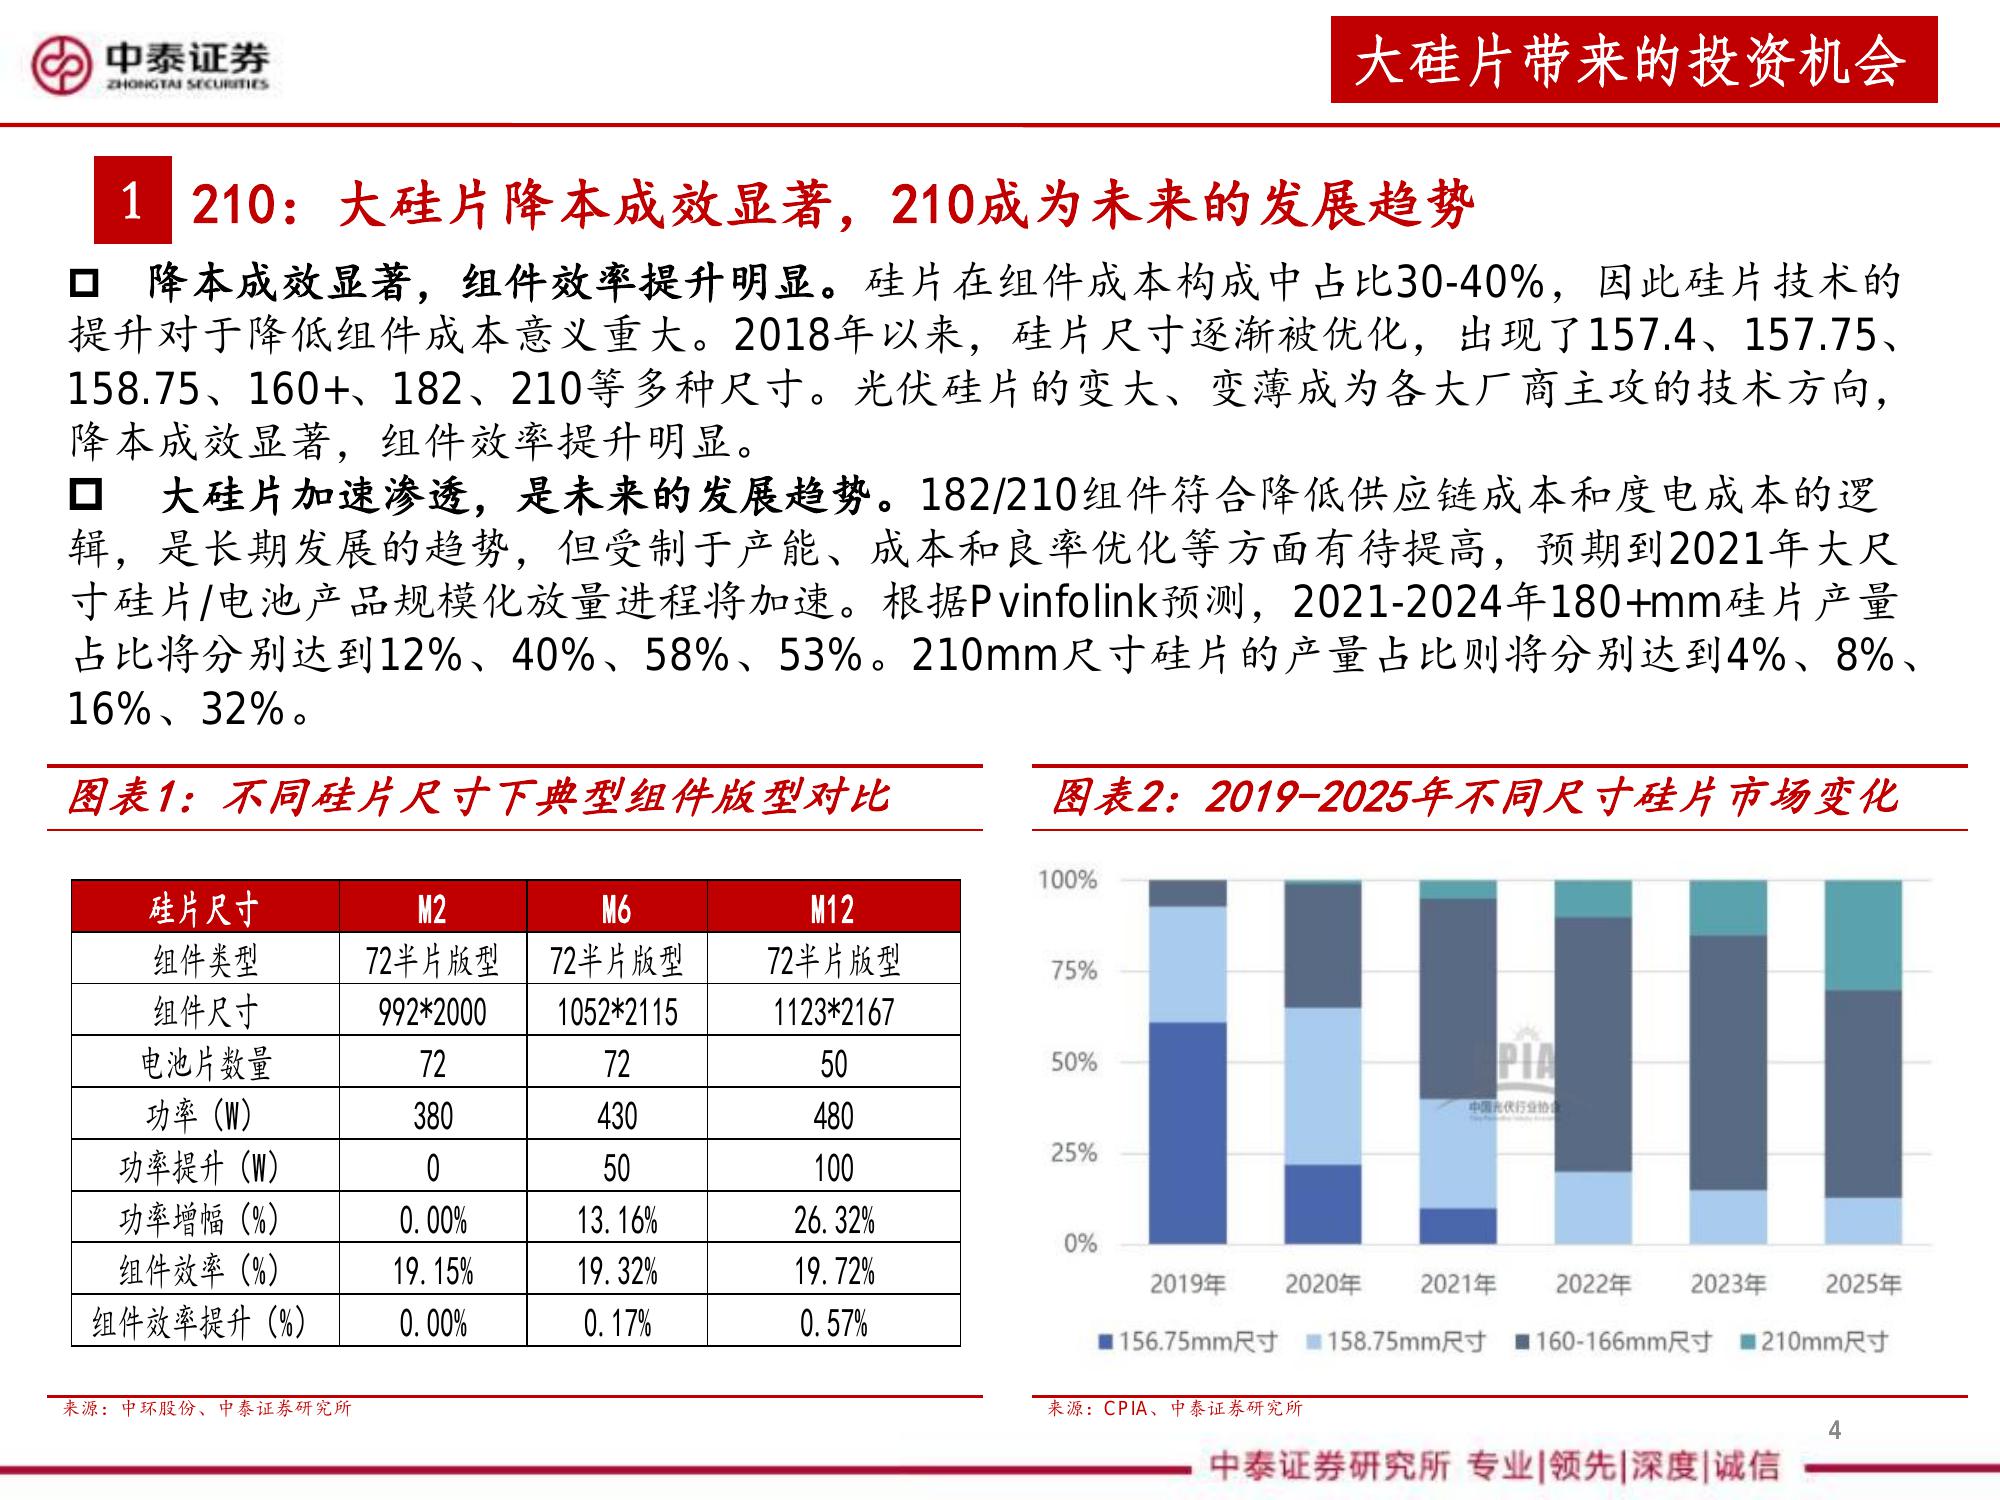 中泰证券
ZHONGTAI SECURITIES
大硅片带来的投资机会
1 210：大硅片降本成效显著，210成为未来的发展趋势
降本成效显著，组件效率提升明显。硅片在组件成本构成中占比30-40%，因此硅片技术的
提升对于降低组件成本意义重大。2018年以来，硅片尺寸逐渐被优化，出现了157.4、157.75、
158.75、160+、182、210等多种尺寸。光伏硅片的变大、变薄成为各大厂商主攻的技术方向，
降本成效显著，组件效率提升明显。
大硅片加速渗透，是未来的发展趋势。182/210组件符合降低供应链成本和度电成本的逻
辑，是长期发展的趋势，但受制于产能、成本和良率优化等方面有待提高，预期到2021年大尺
寸硅片/电池产品规模化放量进程将加速。根据Pvinfolink预测，2021-2024年180+mm硅片产量
占比将分别达到12%、40%、58%、53%。210mm尺寸硅片的产量占比则将分别达到4%、8%、
16%、32%。
图表1：不同硅片尺寸下典型组件版型对比
硅片尺寸 M2 M6 M12
组件类型 72半片版型 72半片版型 72半片版型
组件尺寸 992*2000 1052*2115 1123*2167
电池片数量 72 72 50
功率（W） 380 430 480
功率提升（W） 0 50 100
功率增幅（%） 0.00% 13.16% 26.32%
组件效率（%） 19.15% 19.32% 19.72%
组件效率提升（%） 0.00% 0.17% 0.57%
来源：中环股份、中泰证券研究所
图表2：2019-2025年不同尺寸硅片市场变化
100%
75%
50%
25%
0%
CPIA
中国光伏行业协会
2019年 2020年 2021年 2022年 2023年 2025年
156.75mm尺寸 158.75mm尺寸 160-166mm尺寸 210mm尺寸
来源：CPIA、中泰证券研究所
4
中泰证券研究所 专业|领先|深度|诚信